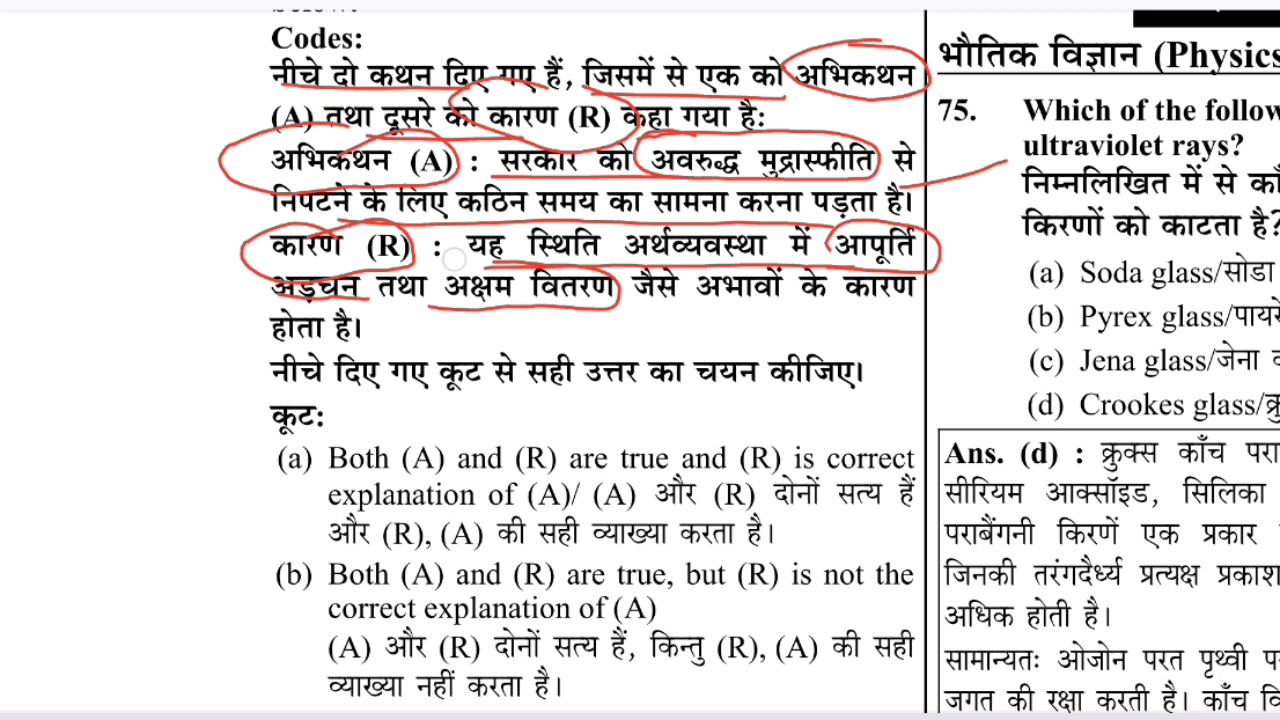 Codes:
नीचे दो कथन दिए गए हैं, जिसमें से एक को अभिकथन
(A) तथा दूसरे को कारण (R) कहा गया है:
अभिकथन (A) : सरकार को अवरुद्ध मुद्रास्फीति से
निपटने के लिए कठिन समय का सामना करना पड़ता है।
कारण (R) : यह स्थिति अर्थव्यवस्था में आपूर्ति
अड़चन तथा अक्षम वितरण जैसे अभावों के कारण
होता है।
नीचे दिए गए कूट से सही उत्तर का चयन कीजिए।
कूट:
(a) Both (A) and (R) are true and (R) is correct
explanation of (A)/ (A) और (R) दोनों सत्य हैं
और (R), (A) की सही व्याख्या करता है।
(b) Both (A) and (R) are true, but (R) is not the
correct explanation of (A)
(A) और (R) दोनों सत्य हैं, किन्तु (R), (A) की सही
व्याख्या नहीं करता है।
भौतिक विज्ञान (Physics
75. Which of the follow
ultraviolet rays?
निम्नलिखित में से
किरणों को काटता है?
(a) Soda glass/सोडा
(b) Pyrex glass/
(c) Jena glass/जेना
(d) Crookes glass/
Ans. (d) : क्रुक्स काँच
सीरियम आक्सॉइड, सिलिका
पराबैंगनी किरणें एक प्रकार
जिनकी तरंगदैर्ध्य प्रत्यक्ष
अधिक होती है।
सामान्यतः ओजोन परत पृथ्वी
जगत की रक्षा करती है। काँच